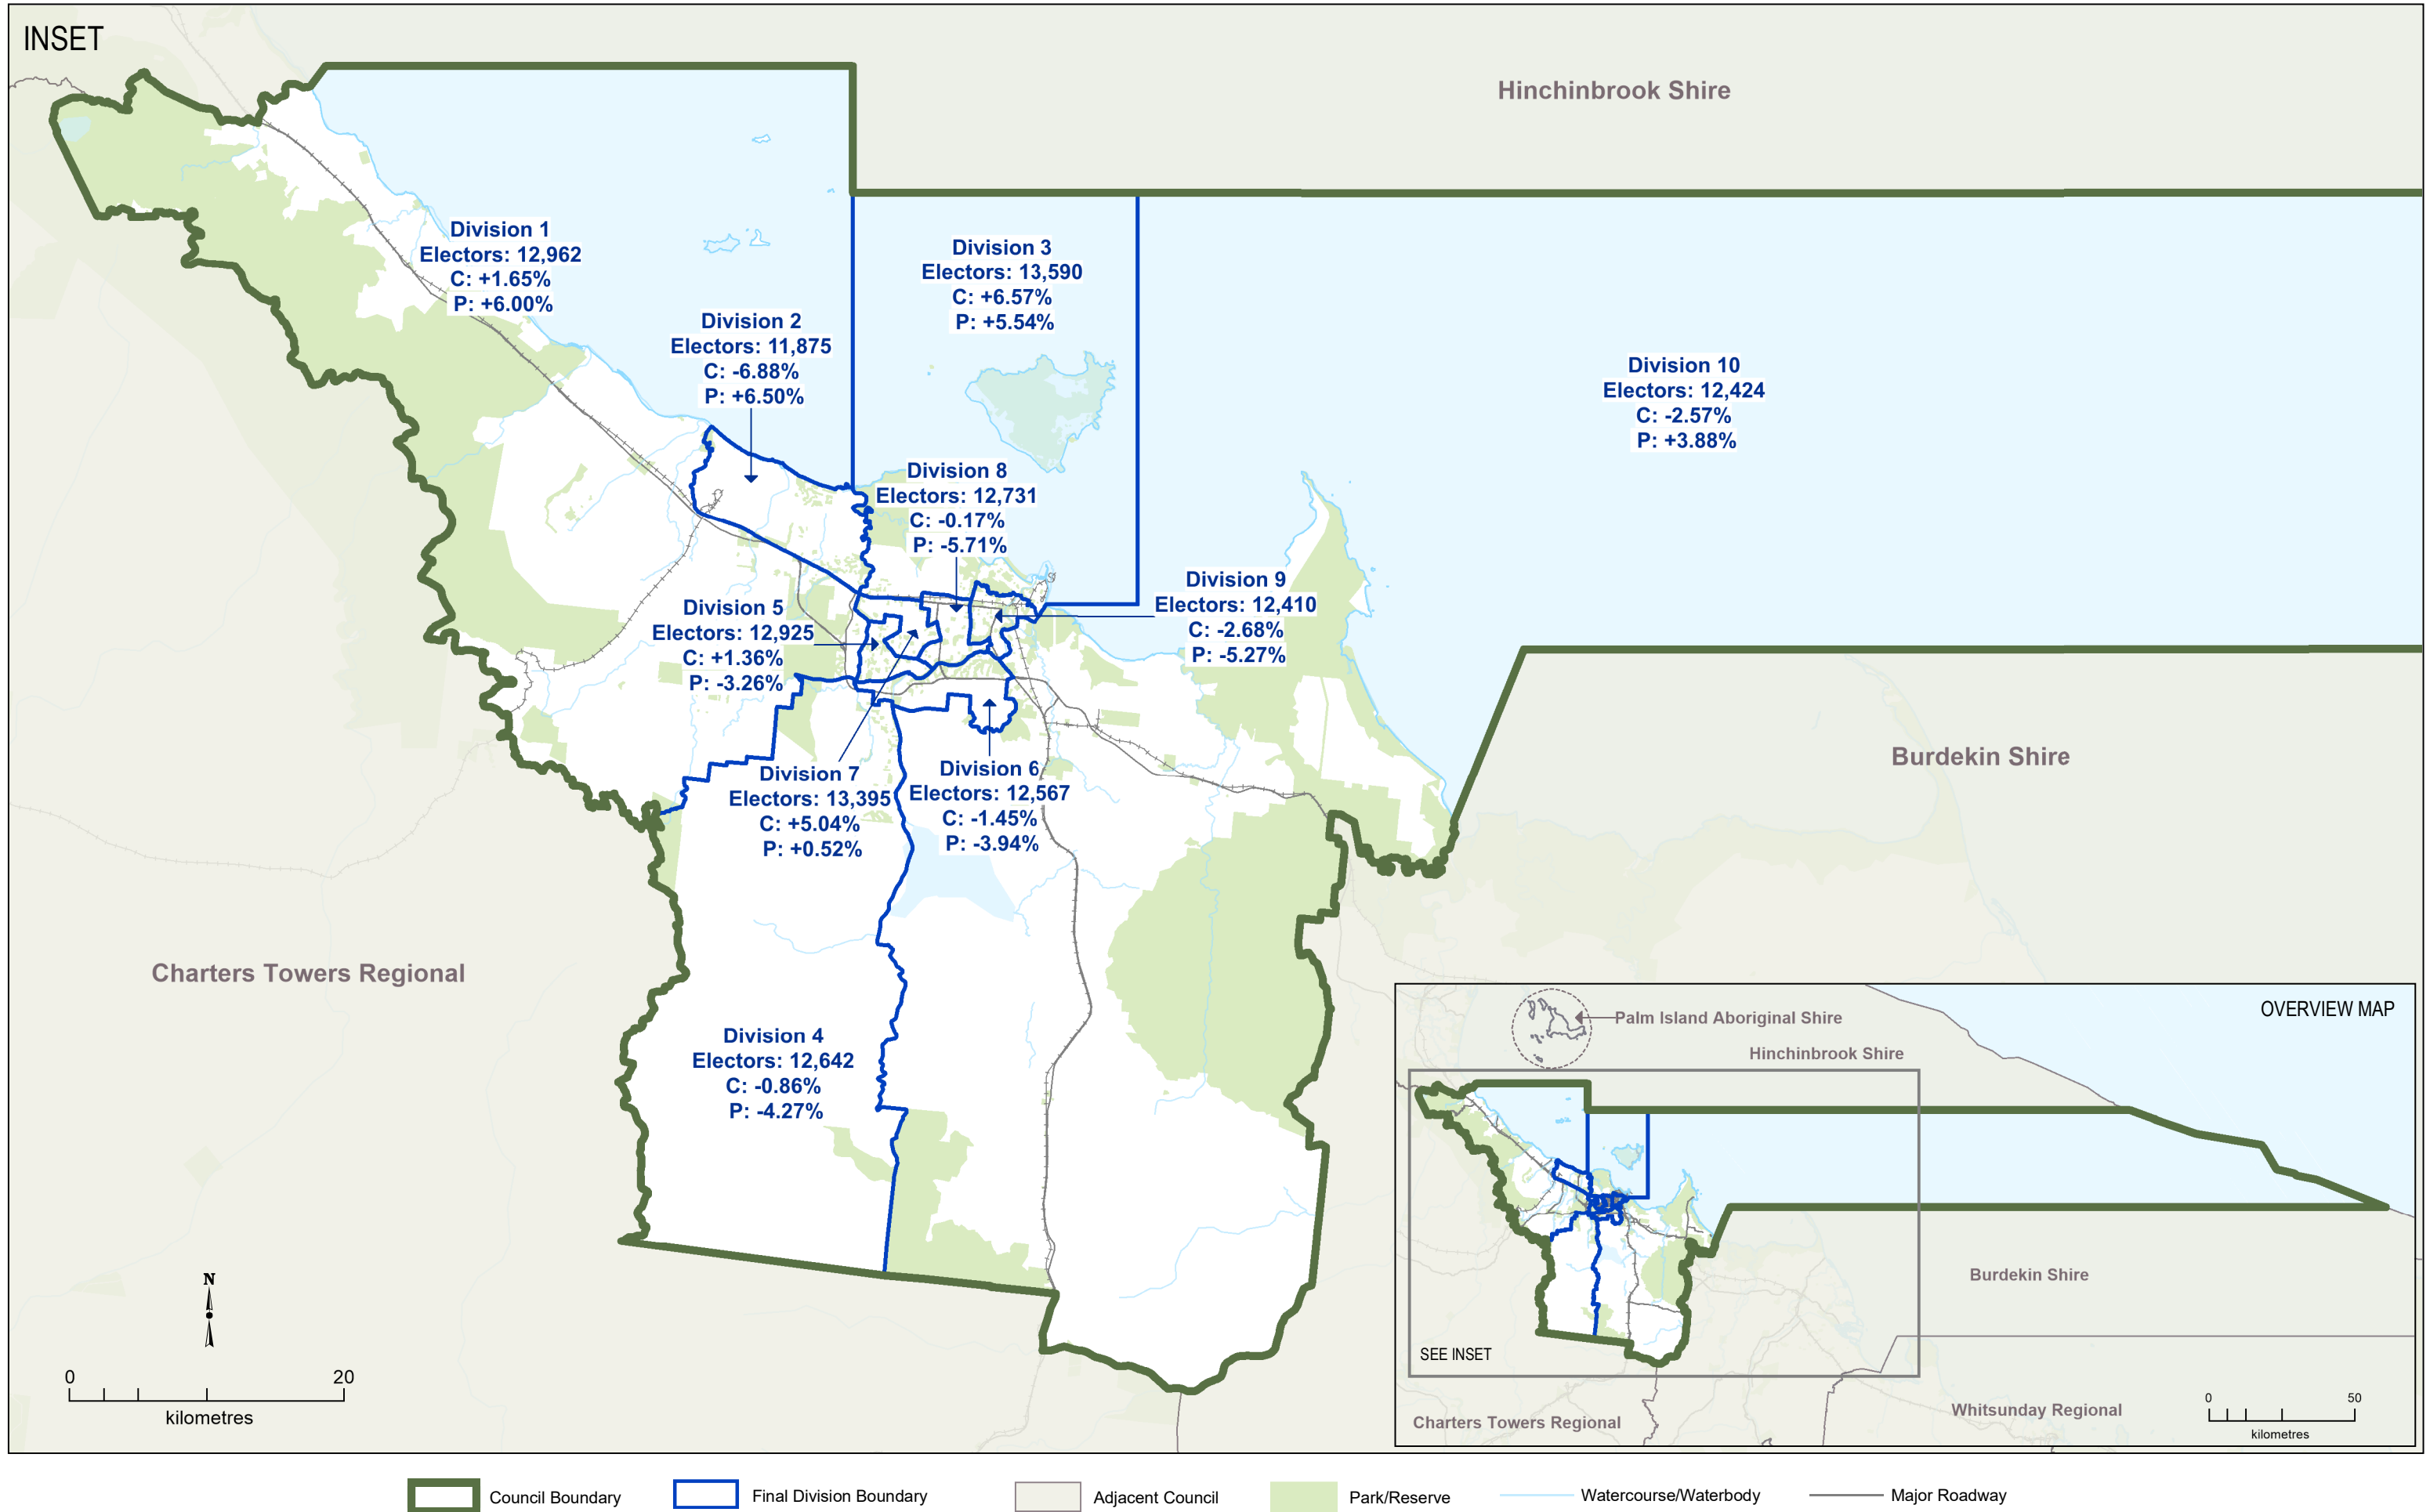 INSET
Hinchinbrook Shire
Division 1
Electors: 12,962
C: +1.65%
P: +6.00%
Division 3
Electors: 13,590
C: +6.57%
P: +5.54%
Division 2
Electors: 11,875
C: -6.88%
P: +6.50%
Division 10
Electors: 12,424
C: -2.57%
P: +3.88%
Division 8
Electors: 12,731
C: -0.17%
P: -5.71%
Division 9
Electors: 12,410
C: -2.68%
P: -5.27%
Division 5
Electors: 12,925
C: +1.36%
P: -3.26%
Burdekin Shire
Division 7
Electors: 13,395
C: +5.04%
P: +0.52%
Division 6
Electors: 12,567
C: -1.45%
P: -3.94%
Charters Towers Regional
Division 4
Electors: 12,642
C: -0.86%
P: -4.27%
OVERVIEW MAP
Palm Island Aboriginal Shire
Hinchinbrook Shire
Burdekin Shire
SEE INSET
Whitsunday Regional
Charters Towers Regional
0 50
kilometres
N
0 20
kilometres
Council Boundary
Final Division Boundary
Adjacent Council
Park/Reserve
Watercourse/Waterbody
Major Roadway